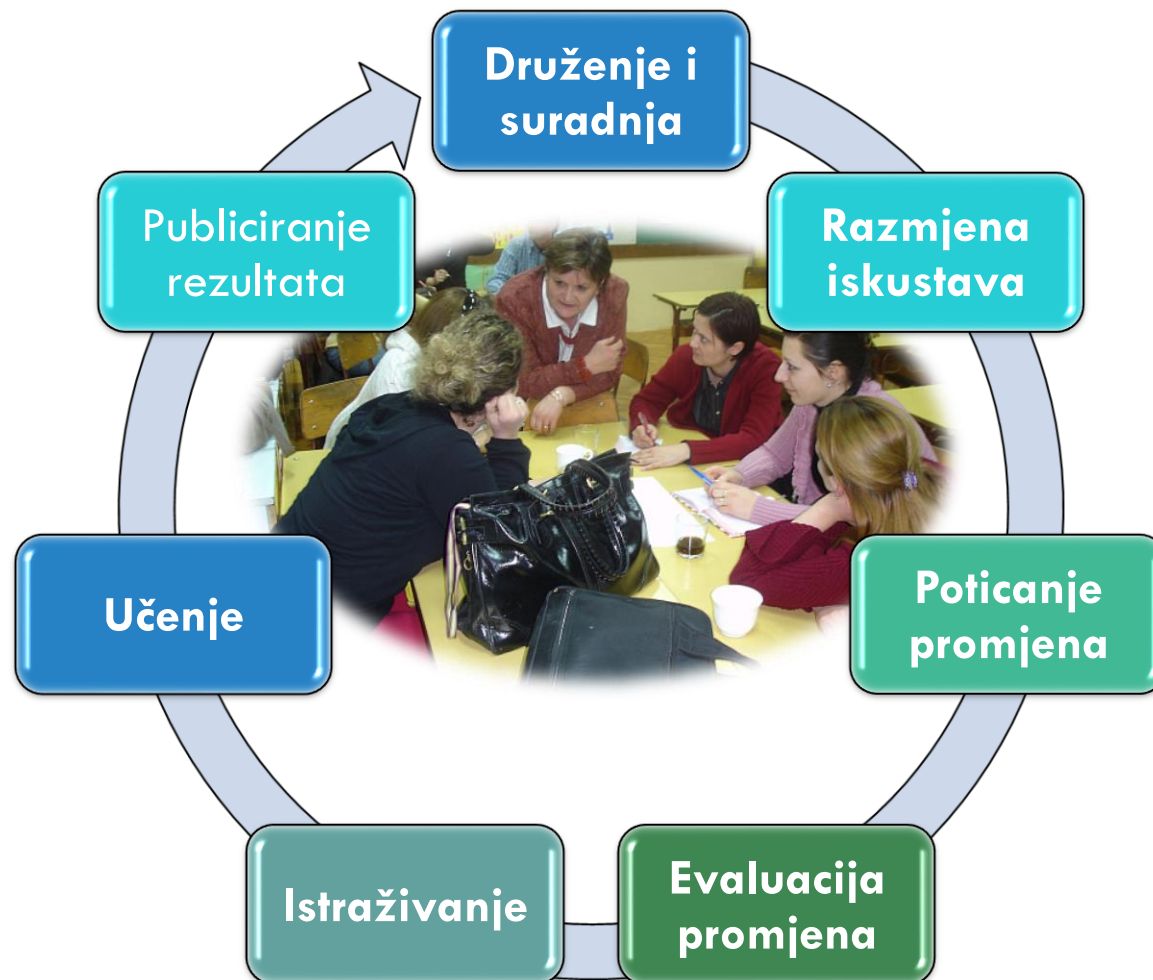 Druženje i
suradnja
Razmjena
iskustava
Poticanje
promjena
Evaluacija
promjena
Istraživanje
Učenje
Publiciranje
rezultata